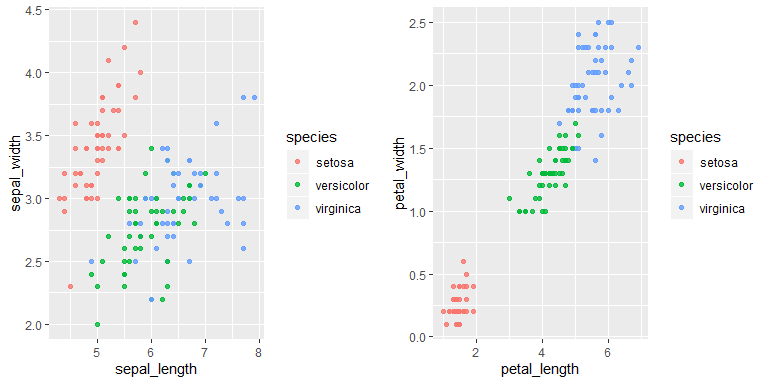 4.5
4.0
3.5
3.0
2.5
2.0
sepal_width
5 6 7 8
sepal_length
species
setosa
versicolor
virginica
2.5
2.0
1.5
1.0
0.5
0.0
petal_width
2 4 6
petal_length
species
setosa
versicolor
virginica